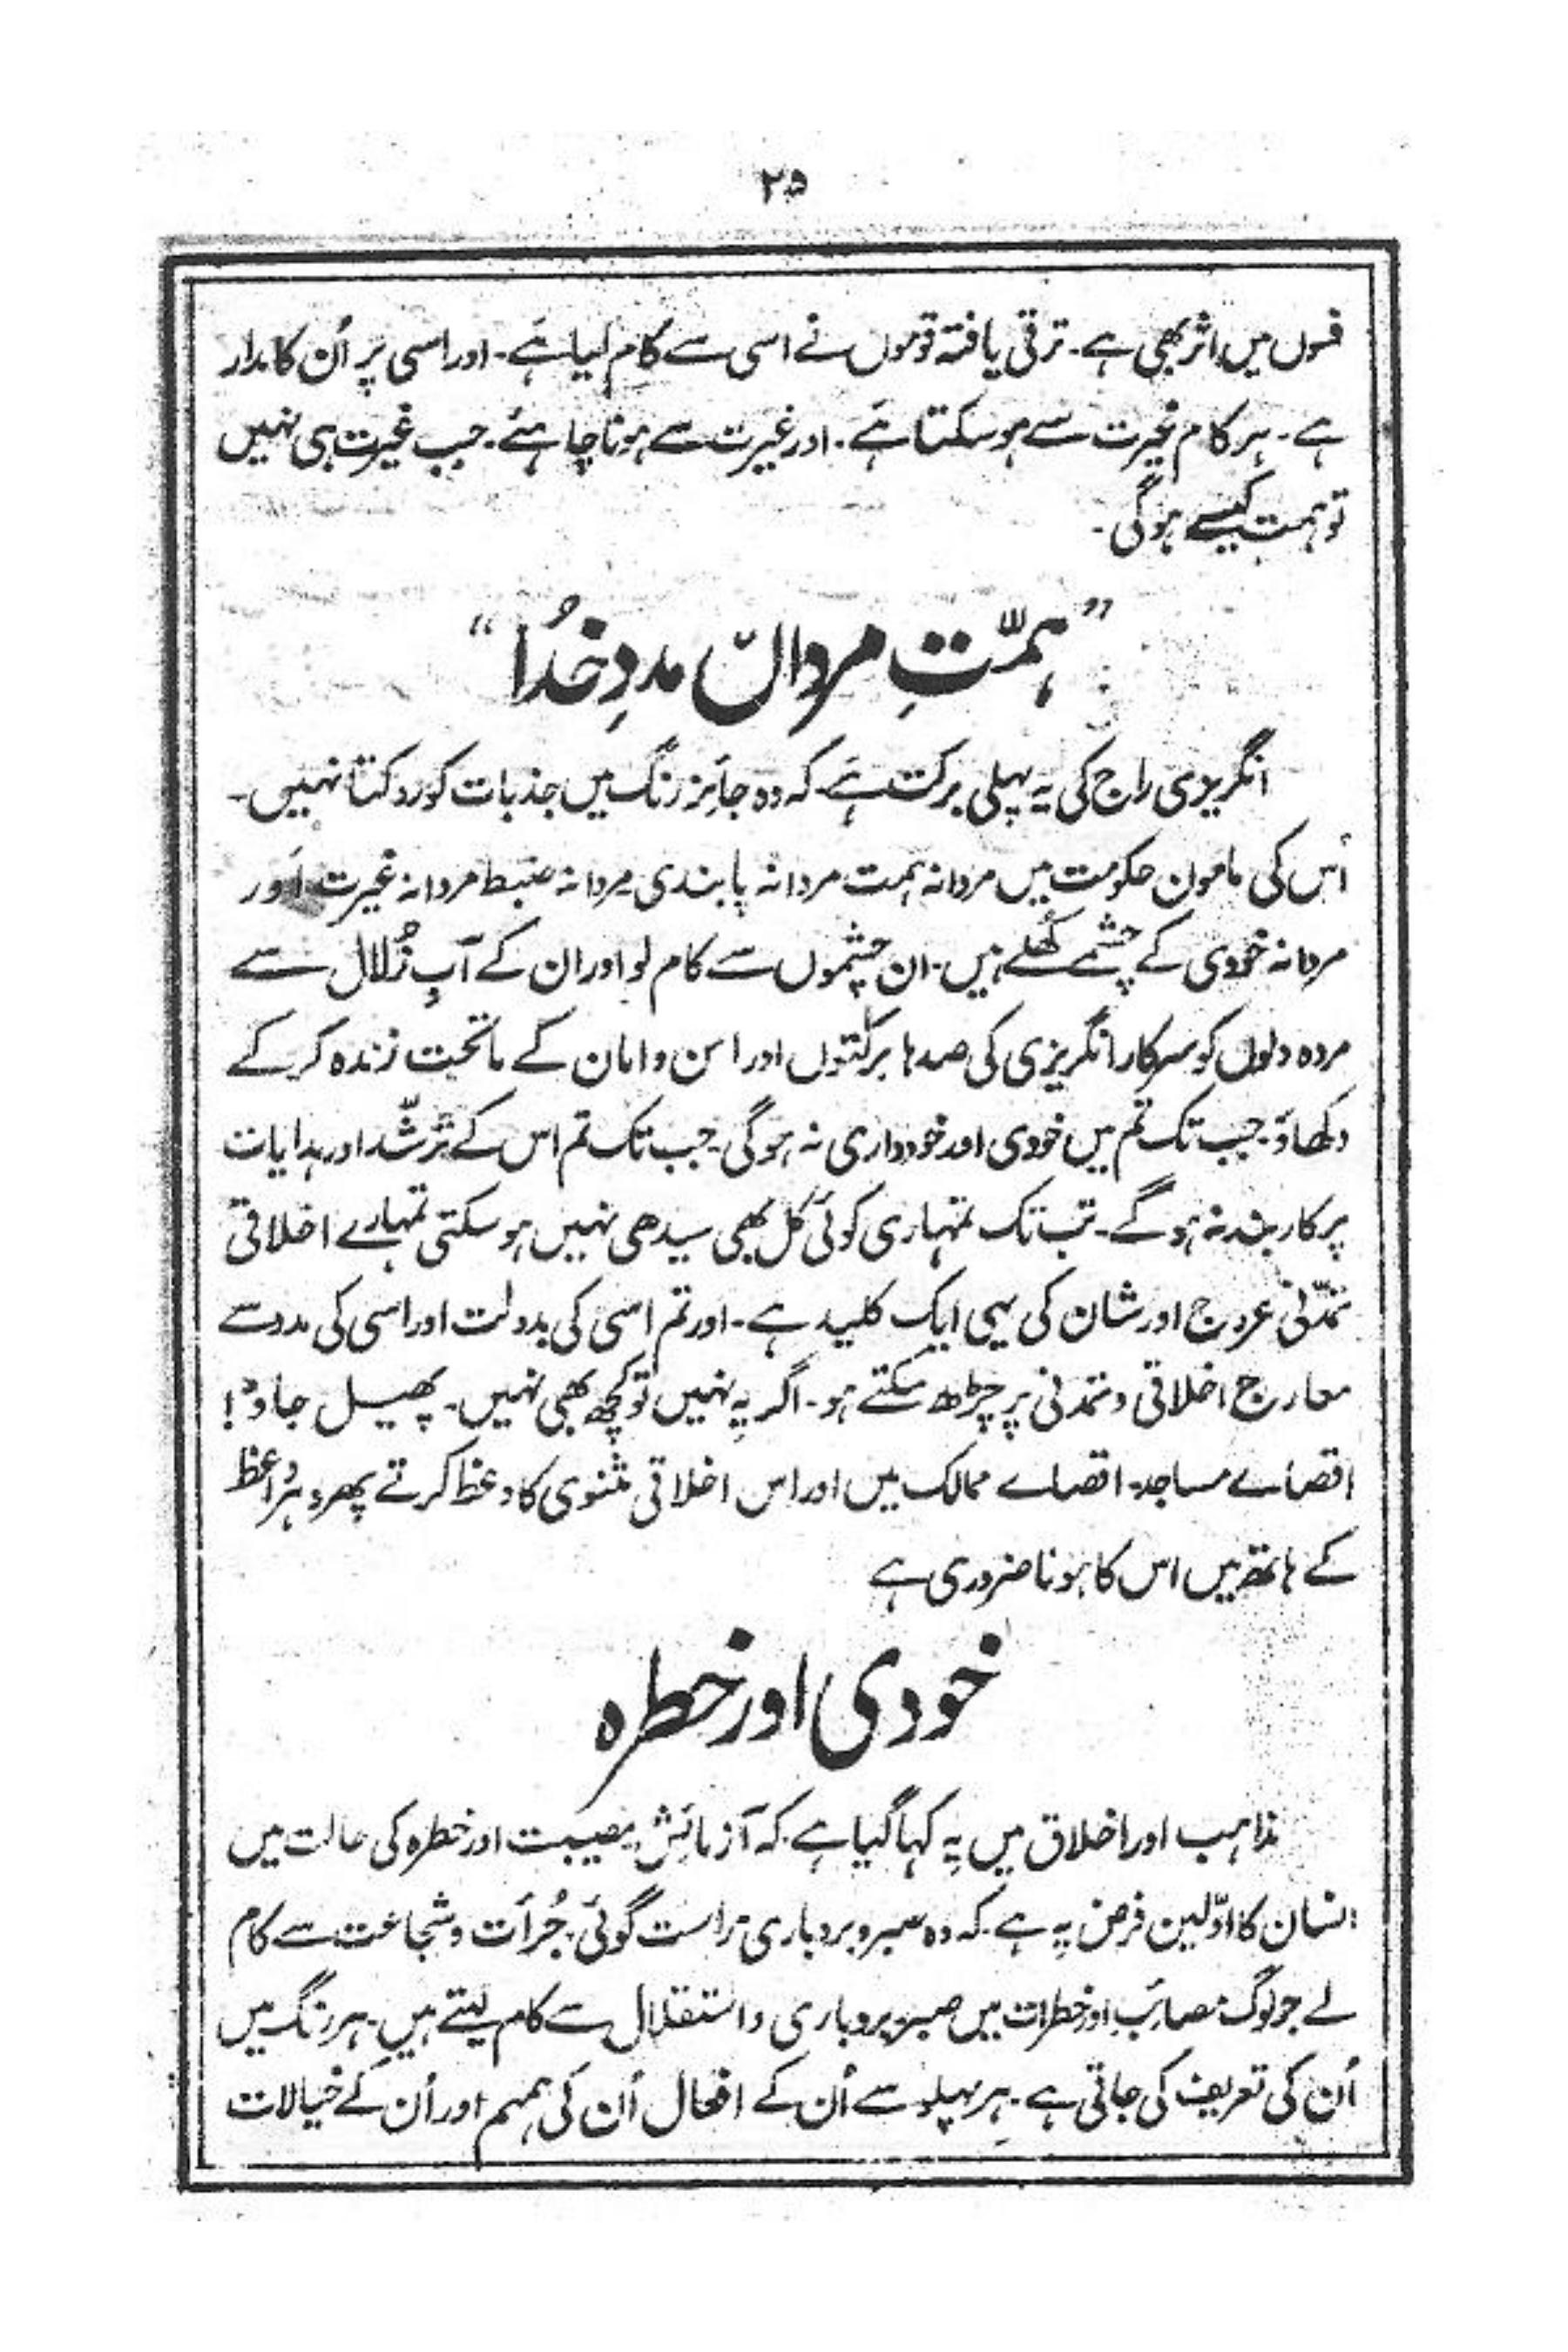 ۲۵
فسوں میں اثر بھی ہے۔ ترقی یافتہ قوموں نے اسی سے کام لیا ہے۔ اور اسی پر اُن کا مدار
ہے۔ ہر کام غیرت سے ہو سکتا ہے۔ اور غیرت سے ہونا چاہئے۔ جب غیرت ہی نہیں
تو ہمت کیسے ہو گی۔
”ہمّتِ مرداں مددِ خُدا“
انگریزی راج کی یہ پہلی برکت ہے کہ وہ جائز رنگ میں جذبات کو روکتا نہیں۔
اُس کی مامون حکومت میں مردانہ ہمت مردانہ پابندی مردانہ ضبط مردانہ غیرت اور
مردانہ خودی کے چشمے کُھلے ہیں۔ ان چشموں سے کام لو اور ان کے آبِ زُلال سے
مردہ دلوں کو سرکار انگریزی کی صدہا برکتوں اور امن و امان کے ماتحت زندہ کر کے
دکھاؤ۔ جب تک تم میں خودی اور خودداری نہ ہو گی۔ جب تک تم اس کے ترشّد اور ہدایات
پر کاربند نہ ہو گے۔ تب تک تمہاری کوئی کَل بھی سیدھی نہیں ہو سکتی تمہارے اخلاقی
تمدّنی عروج اور شان کی یہی ایک کلید ہے۔ اور تم اسی کی بدولت اور اسی کی مدد سے
معارج اخلاقی و تمدنی پر چڑھ سکتے ہو۔ اگر یہ نہیں تو کچھ بھی نہیں۔ پھیل جاؤ!
اقصائے مساجد۔ اقصاے ممالک میں اور اس اخلاقی مثنوی کا وعظ کرتے پھرو ہر واعظ
کے ہاتھ میں اس کا ہونا ضروری ہے
خودی اور خطرہ
مذاہب اور اخلاق میں یہ کہا گیا ہے کہ آزمائش مصیبت اور خطرہ کی حالت میں
انسان کا اوّلین فرض یہ ہے کہ وہ صبر و بردباری راست گوئی۔ جُرأت و شجاعت سے کام
لے جو لوگ مصائب اور خطرات میں صبر بردباری و استقلال سے کام لیتے ہیں۔ ہر رنگ میں
اُن کی تعریف کی جاتی ہے۔ ہر پہلو سے اُن کے افعال اُن کی ہمم اور اُن کے خیالات